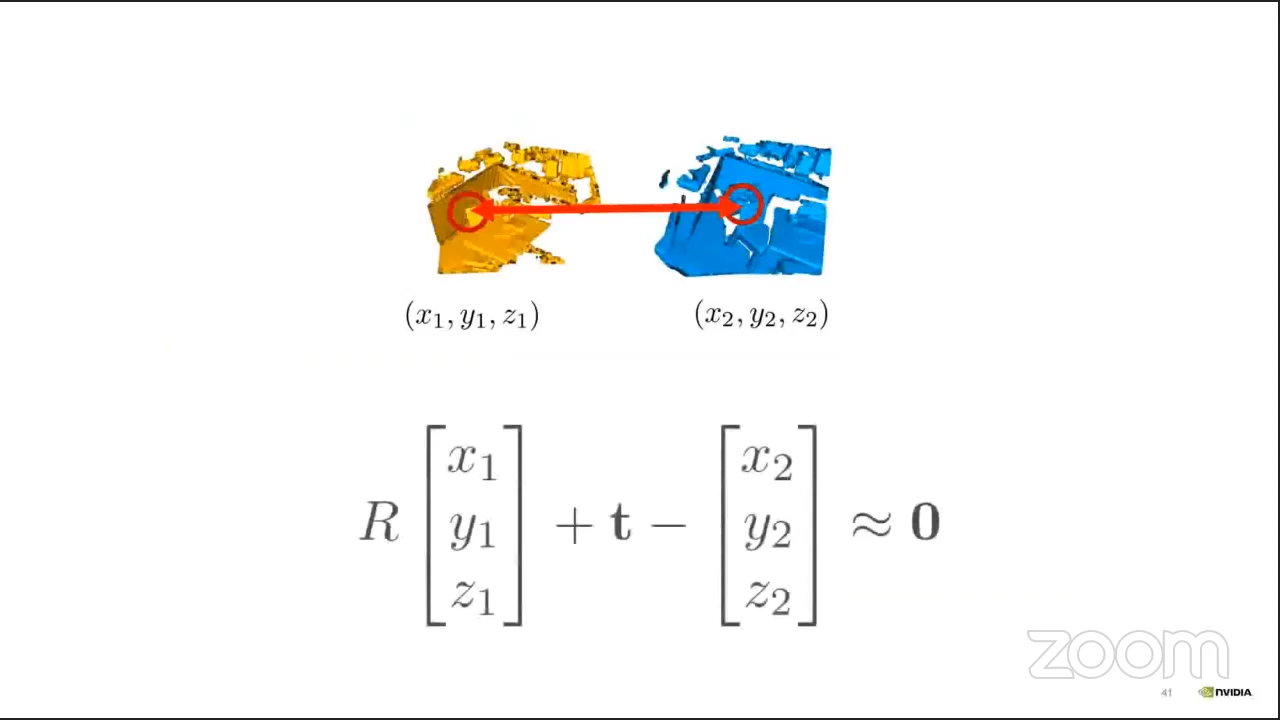 (x₁, y₁, z₁) (x₂, y₂, z₂)
R [x₁ y₁ z₁] + t − [x₂ y₂ z₂] ≈ 0
zoom
41 NVIDIA